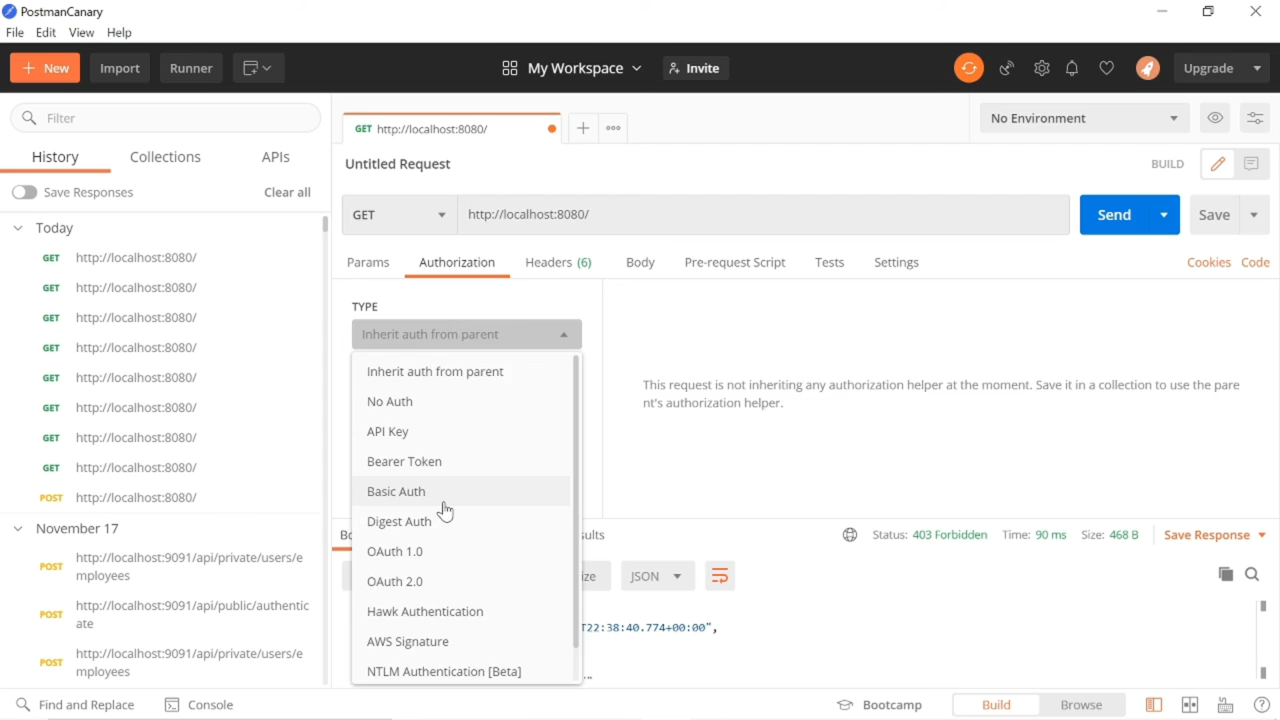 PostmanCanary
File Edit View Help
New Import Runner My Workspace Invite Upgrade
Filter
History Collections APIs
Save Responses Clear all
Today
GET http://localhost:8080/
GET http://localhost:8080/
GET http://localhost:8080/
GET http://localhost:8080/
GET http://localhost:8080/
GET http://localhost:8080/
GET http://localhost:8080/
GET http://localhost:8080/
POST http://localhost:8080/
November 17
POST http://localhost:9091/api/private/users/e
mployees
POST http://localhost:9091/api/public/authentic
ate
POST http://localhost:9091/api/private/users/e
mployees
GET http://localhost:8080/
No Environment
Untitled Request
BUILD
GET http://localhost:8080/ Send Save
Params Authorization Headers (6) Body Pre-request Script Tests Settings Cookies Code
TYPE
Inherit auth from parent
Inherit auth from parent
No Auth
API Key
Bearer Token
Basic Auth
Digest Auth
OAuth 1.0
OAuth 2.0
Hawk Authentication
AWS Signature
NTLM Authentication [Beta]
This request is not inheriting any authorization helper at the moment. Save it in a collection to use the pare
nt's authorization helper.
Status: 403 Forbidden Time: 90 ms Size: 468 B Save Response
JSON
T22:38:40.774+00:00",
Find and Replace Console Bootcamp Build Browse